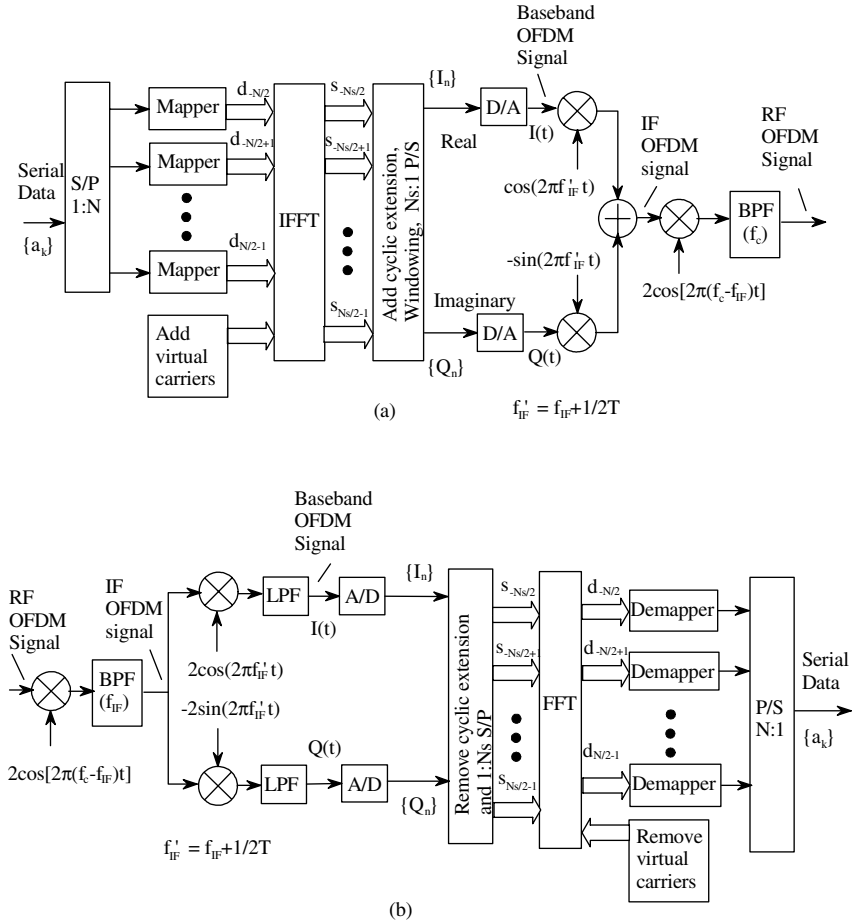 Baseband
OFDM
Signal
Serial
Data
{a_k}
S/P
1:N
Mapper
Mapper
Mapper
Add
virtual
carriers
d_-N/2
d_-N/2+1
d_N/2-1
IFFT
s_-Ns/2
s_-Ns/2+1
s_Ns/2-1
Add cyclic extension,
Windowing, Ns:1 P/S
{I_n}
Real
Imaginary
{Q_n}
D/A
I(t)
D/A
Q(t)
cos(2πf'_IF t)
-sin(2πf'_IF t)
IF
OFDM
signal
2cos[2π(f_c-f_IF)t]
BPF
(f_c)
RF
OFDM
Signal
(a)
f_IF' = f_IF+1/2T
RF
OFDM
Signal
2cos[2π(f_c-f_IF)t]
BPF
(f_IF)
IF
OFDM
signal
2cos(2πf_IF' t)
-2sin(2πf_IF' t)
Baseband
OFDM
Signal
LPF
I(t)
A/D
{I_n}
LPF
Q(t)
A/D
{Q_n}
Remove cyclic extension
and 1:Ns S/P
s_-Ns/2
s_-Ns/2+1
s_Ns/2-1
FFT
d_-N/2
d_-N/2+1
d_N/2-1
Demapper
Demapper
Demapper
Remove
virtual
carriers
P/S
N:1
Serial
Data
{a_k}
f_IF' = f_IF+1/2T
(b)